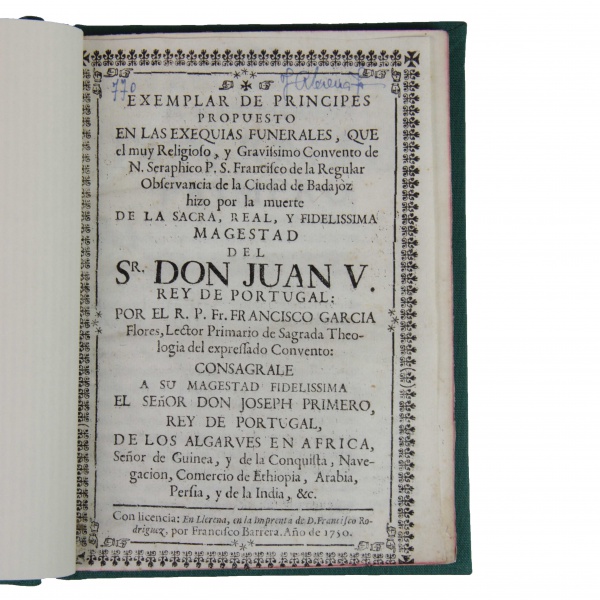 770
EXEMPLAR DE PRINCIPES
PROPUESTO
EN LAS EXEQUIAS FUNERALES, QUE
el muy Religioso, y Gravissimo Convento de
N. Seraphico P. S. Francisco de la Regular
Observancia de la Ciudad de Badajoz
hizo por la muerte
DE LA SACRA, REAL, Y FIDELISSIMA
MAGESTAD
DEL
SR. DON JUAN V.
REY DE PORTUGAL:
POR EL R. P. Fr. FRANCISCO GARCIA
Flores, Lector Primario de Sagrada Theo-
logia del expressado Convento:
CONSAGRALE
A SU MAGESTAD FIDELISSIMA
EL SEñOR DON JOSEPH PRIMERO,
REY DE PORTUGAL,
DE LOS ALGARVES EN AFRICA,
Señor de Guinea, y de la Conquista, Nave-
gacion, Comercio de Ethiopia, Arabia,
Persia, y de la India, &c.
Con licencia: En Llerena, en la Imprenta de D. Francisco Ro-
driguez, por Francisco Barrera. Año de 1750.